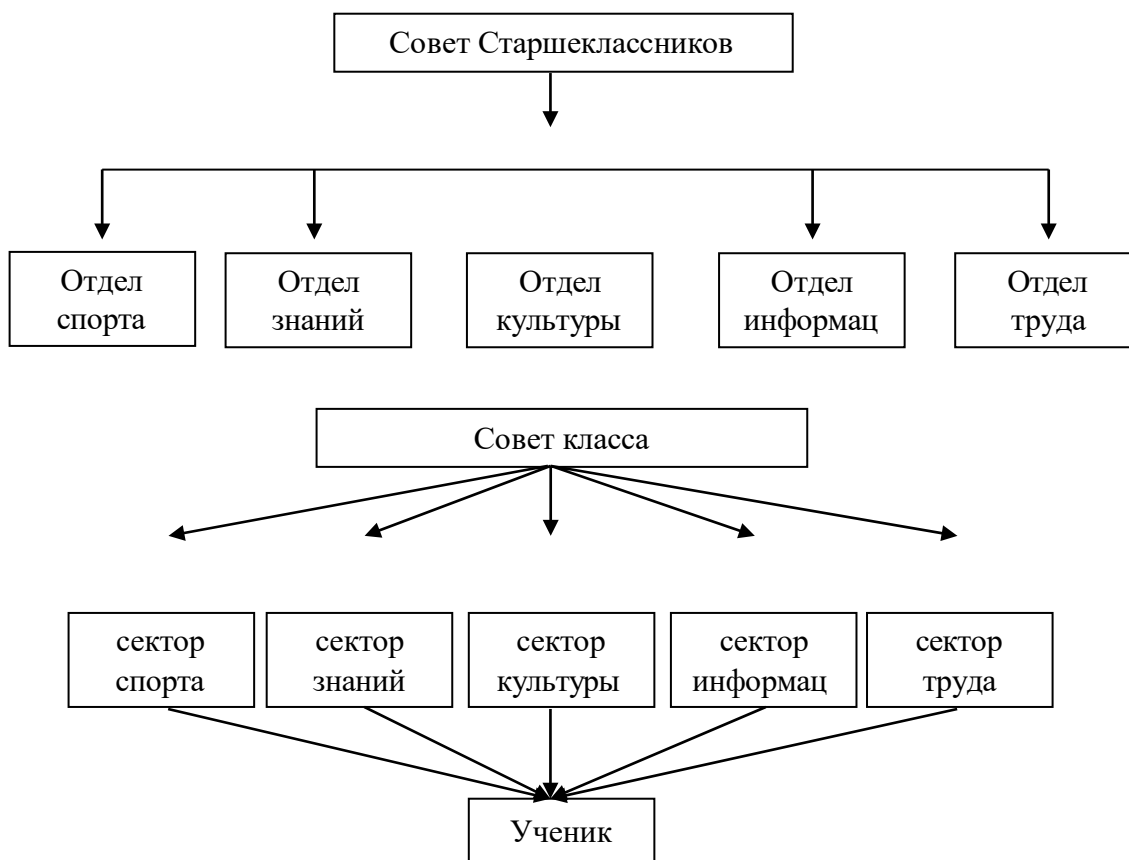 Совет Старшеклассников
Отдел
спорта
Отдел
знаний
Отдел
культуры
Отдел
информац
Отдел
труда
Совет класса
сектор
спорта
сектор
знаний
сектор
культуры
сектор
информац
сектор
труда
Ученик